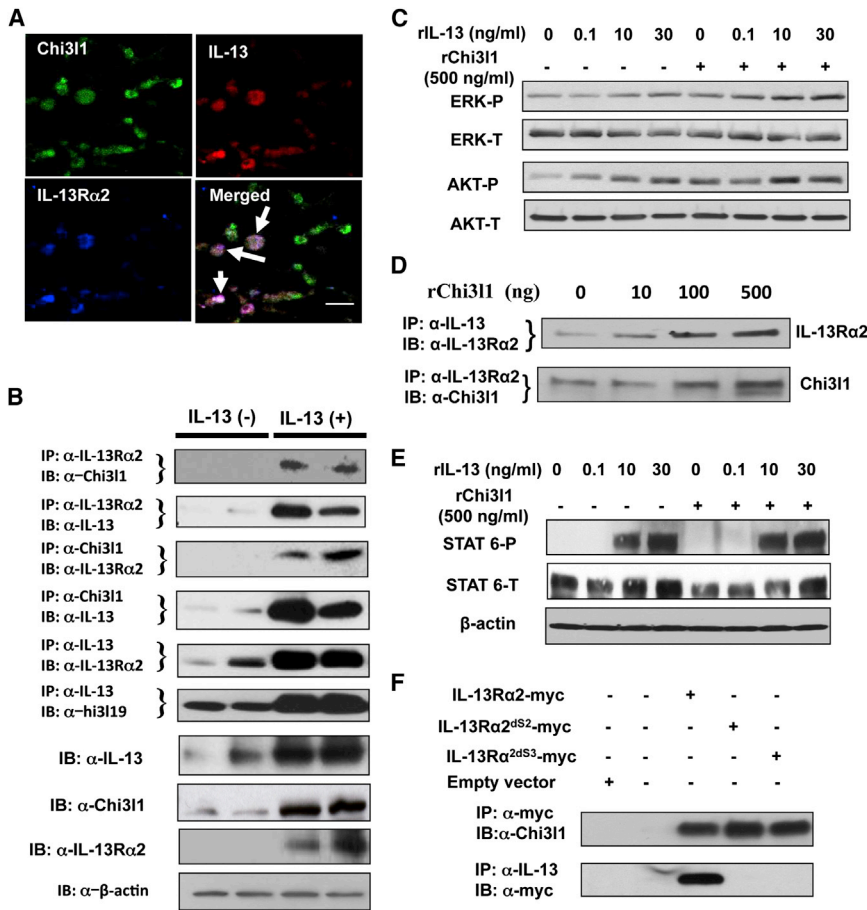 A
Chi3l1
IL-13
IL-13Rα2
Merged
B
IL-13 (-) IL-13 (+)
IP: α-IL-13Rα2
IB: α-Chi3l1
IP: α-IL-13Rα2
IB: α-IL-13
IP: α-Chi3l1
IB: α-IL-13Rα2
IP: α-Chi3l1
IB: α-IL-13
IP: α-IL-13
IB: α-IL-13Rα2
IP: α-IL-13
IB: α-hi3l19
IB: α-IL-13
IB: α-Chi3l1
IB: α-IL-13Rα2
IB: α-β-actin
C
rIL-13 (ng/ml) 0 0.1 10 30 0 0.1 10 30
rChi3l1
(500 ng/ml) - - - - + + + +
ERK-P
ERK-T
AKT-P
AKT-T
D
rChi3l1 (ng) 0 10 100 500
IP: α-IL-13
IB: α-IL-13Rα2
IL-13Rα2
IP: α-IL-13Rα2
IB: α-Chi3l1
Chi3l1
E
rIL-13 (ng/ml) 0 0.1 10 30 0 0.1 10 30
rChi3l1
(500 ng/ml) - - - - + + + +
STAT 6-P
STAT 6-T
β-actin
F
IL-13Rα2-myc - - + - -
IL-13Rα2dS2-myc - - - + -
IL-13Rα2dS3-myc - - - - +
Empty vector + - - - -
IP: α-myc
IB:α-Chi3l1
IP: α-IL-13
IB: α-myc